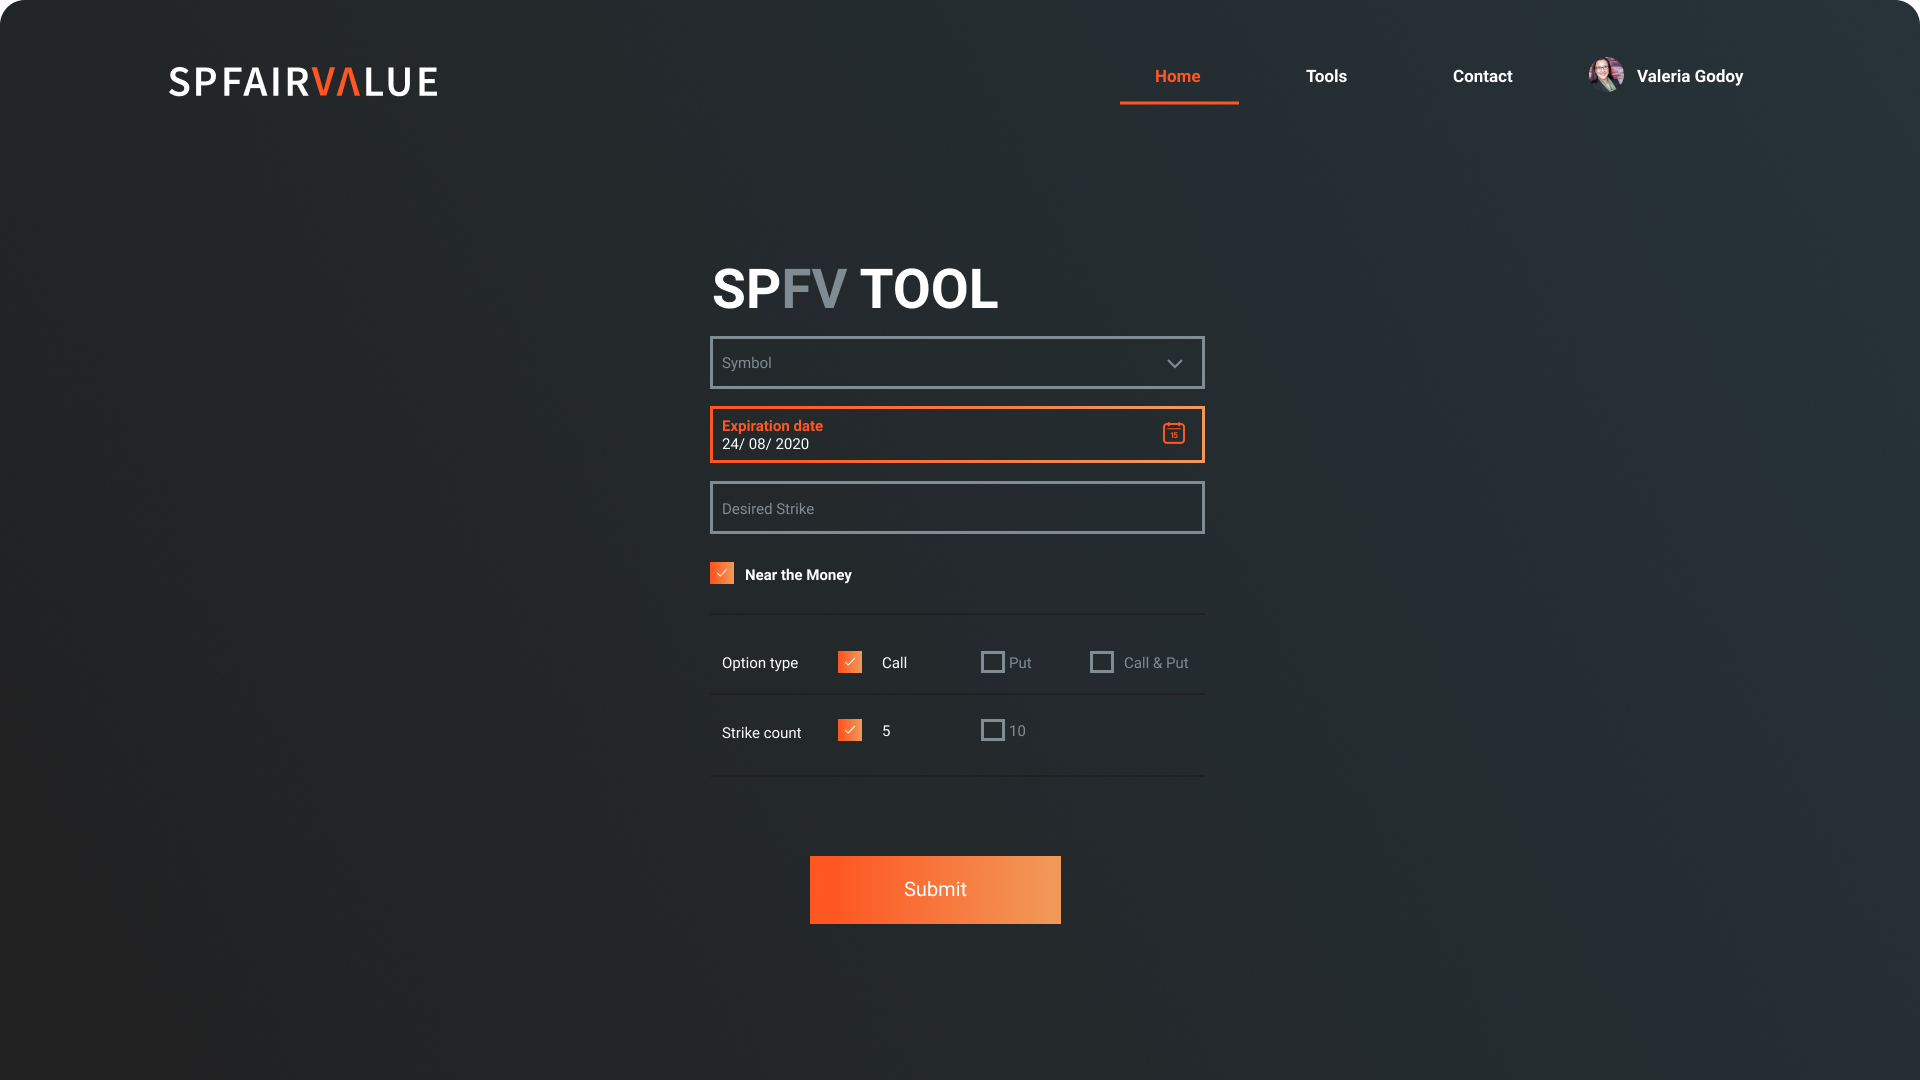 SPFAIRVALUE
Home Tools Contact Valeria Godoy
SPFV TOOL
Symbol
Expiration date
24/ 08/ 2020
15
Desired Strike
Near the Money
Option type Call Put Call & Put
Strike count 5 10
Submit